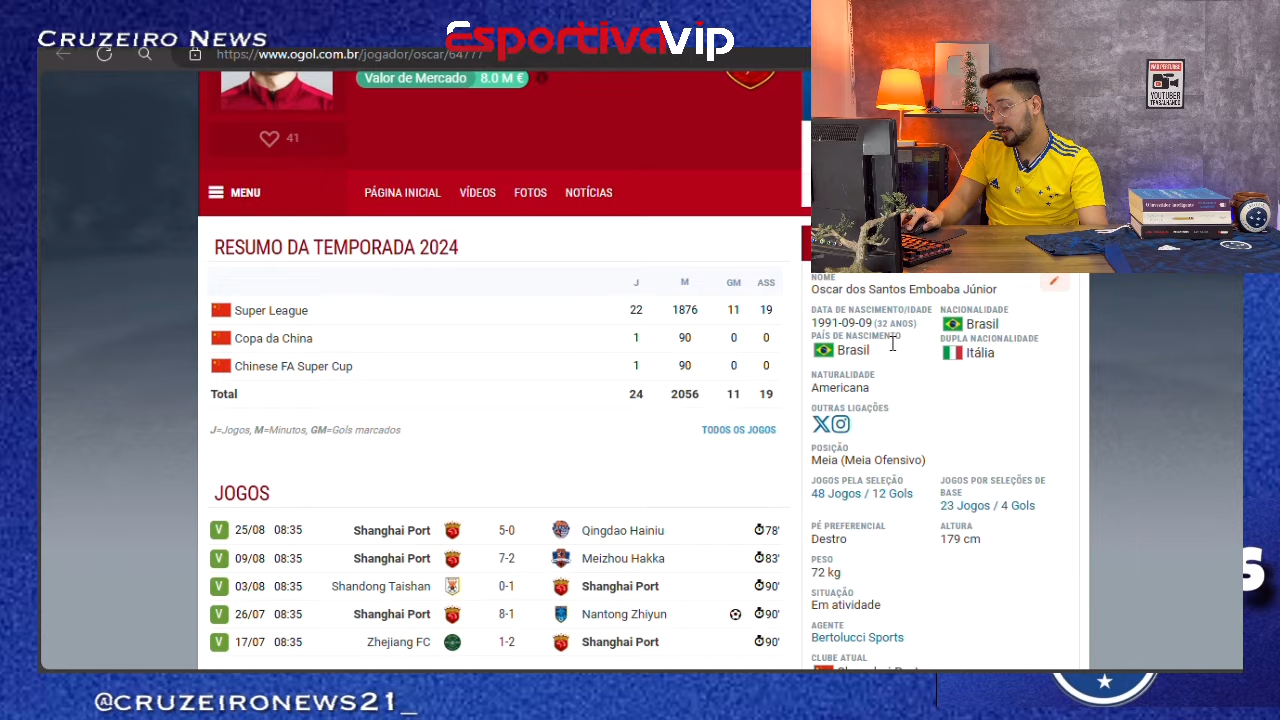 CRUZEIRO NEWS
EsportivaVip
https://www.ogol.com.br/jogador/oscar/64777
Valor de Mercado 8.0 M €
41
MENU
PÁGINA INICIAL VÍDEOS FOTOS NOTÍCIAS
NÃO PERTURBE
YOUTUBER
TRABALHANDO
RESUMO DA TEMPORADA 2024
J M GM ASS
Super League 22 1876 11 19
Copa da China 1 90 0 0
Chinese FA Super Cup 1 90 0 0
Total 24 2056 11 19
J=Jogos, M=Minutos, GM=Gols marcados
TODOS OS JOGOS
JOGOS
V 25/08 08:35 Shanghai Port 5-0 Qingdao Hainiu 78'
V 09/08 08:35 Shanghai Port 7-2 Meizhou Hakka 83'
V 03/08 08:35 Shandong Taishan 0-1 Shanghai Port 90'
V 26/07 08:35 Shanghai Port 8-1 Nantong Zhiyun 90'
V 17/07 08:35 Zhejiang FC 1-2 Shanghai Port 90'
NOME
Oscar dos Santos Emboaba Júnior
DATA DE NASCIMENTO/IDADE NACIONALIDADE
1991-09-09 (32 ANOS) Brasil
PAÍS DE NASCIMENTO DUPLA NACIONALIDADE
Brasil Itália
NATURALIDADE
Americana
OUTRAS LIGAÇÕES
POSIÇÃO
Meia (Meia Ofensivo)
JOGOS PELA SELEÇÃO JOGOS POR SELEÇÕES DE
BASE
48 Jogos / 12 Gols
23 Jogos / 4 Gols
PÉ PREFERENCIAL ALTURA
Destro 179 cm
PESO
72 kg
SITUAÇÃO
Em atividade
AGENTE
Bertolucci Sports
CLUBE ATUAL
@CRUZEIRONEWS21_